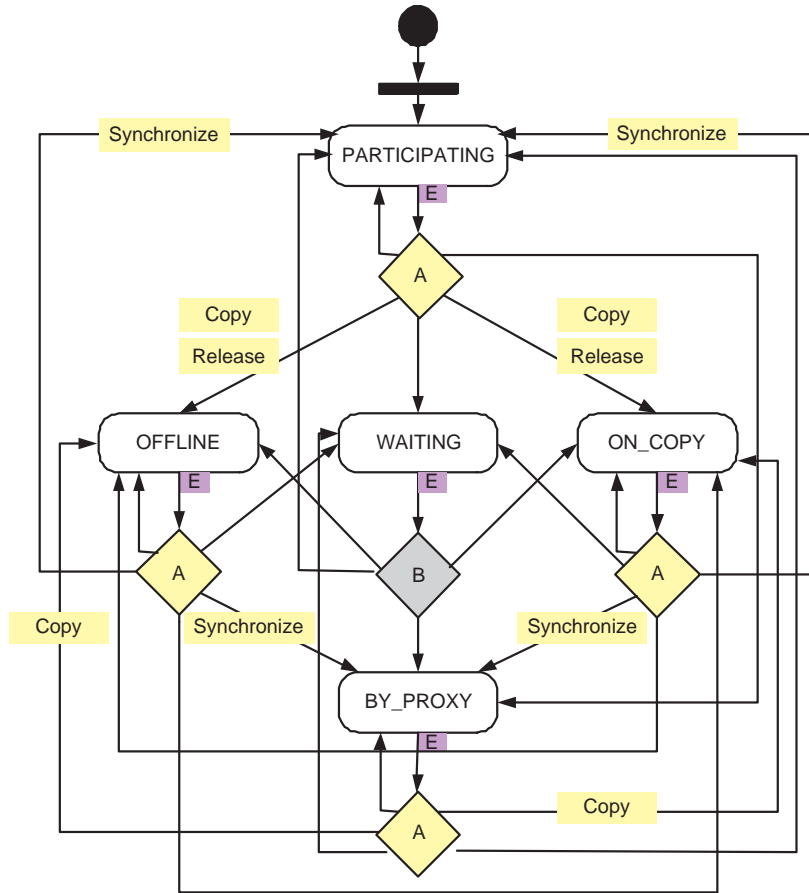 Synchronize
Synchronize
PARTICIPATING
E
A
Copy
Copy
Release
Release
OFFLINE
WAITING
ON_COPY
E
E
E
A
B
A
Copy
Synchronize
Synchronize
BY_PROXY
E
Copy
A